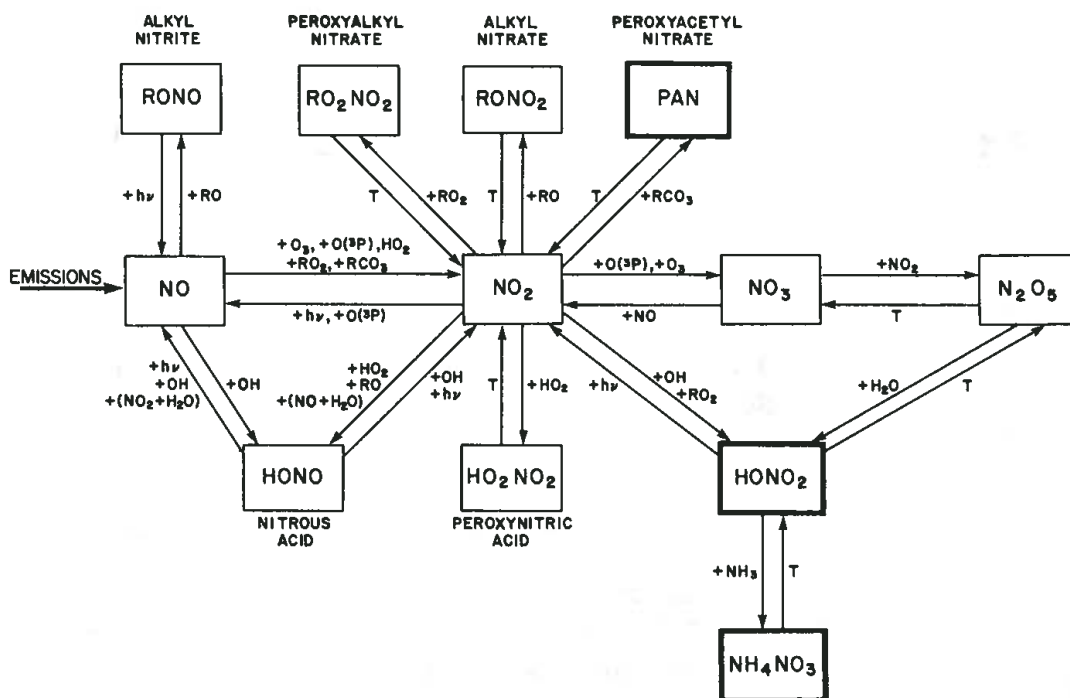 ALKYL
NITRITE
PEROXYALKYL
NITRATE
ALKYL
NITRATE
PEROXYACETYL
NITRATE
RONO
RO₂NO₂
RONO₂
PAN
+hν
+RO
T
+RO₂
T
+RO
T
+RCO₃
EMISSIONS
NO
+O₃, +O(³P),HO₂
+RO₂, +RCO₃
+hν, +O(³P)
NO₂
+O(³P), +O₃
+NO
NO₃
+NO₂
T
N₂O₅
+hν
+OH
+(NO₂+H₂O)
+OH
+HO₂
+RO
+(NO+H₂O)
+OH
+hν
T
+HO₂
+hν
+OH
+RO₂
+H₂O
T
HONO
NITROUS
ACID
HO₂NO₂
PEROXYNITRIC
ACID
HONO₂
+NH₃
T
NH₄NO₃